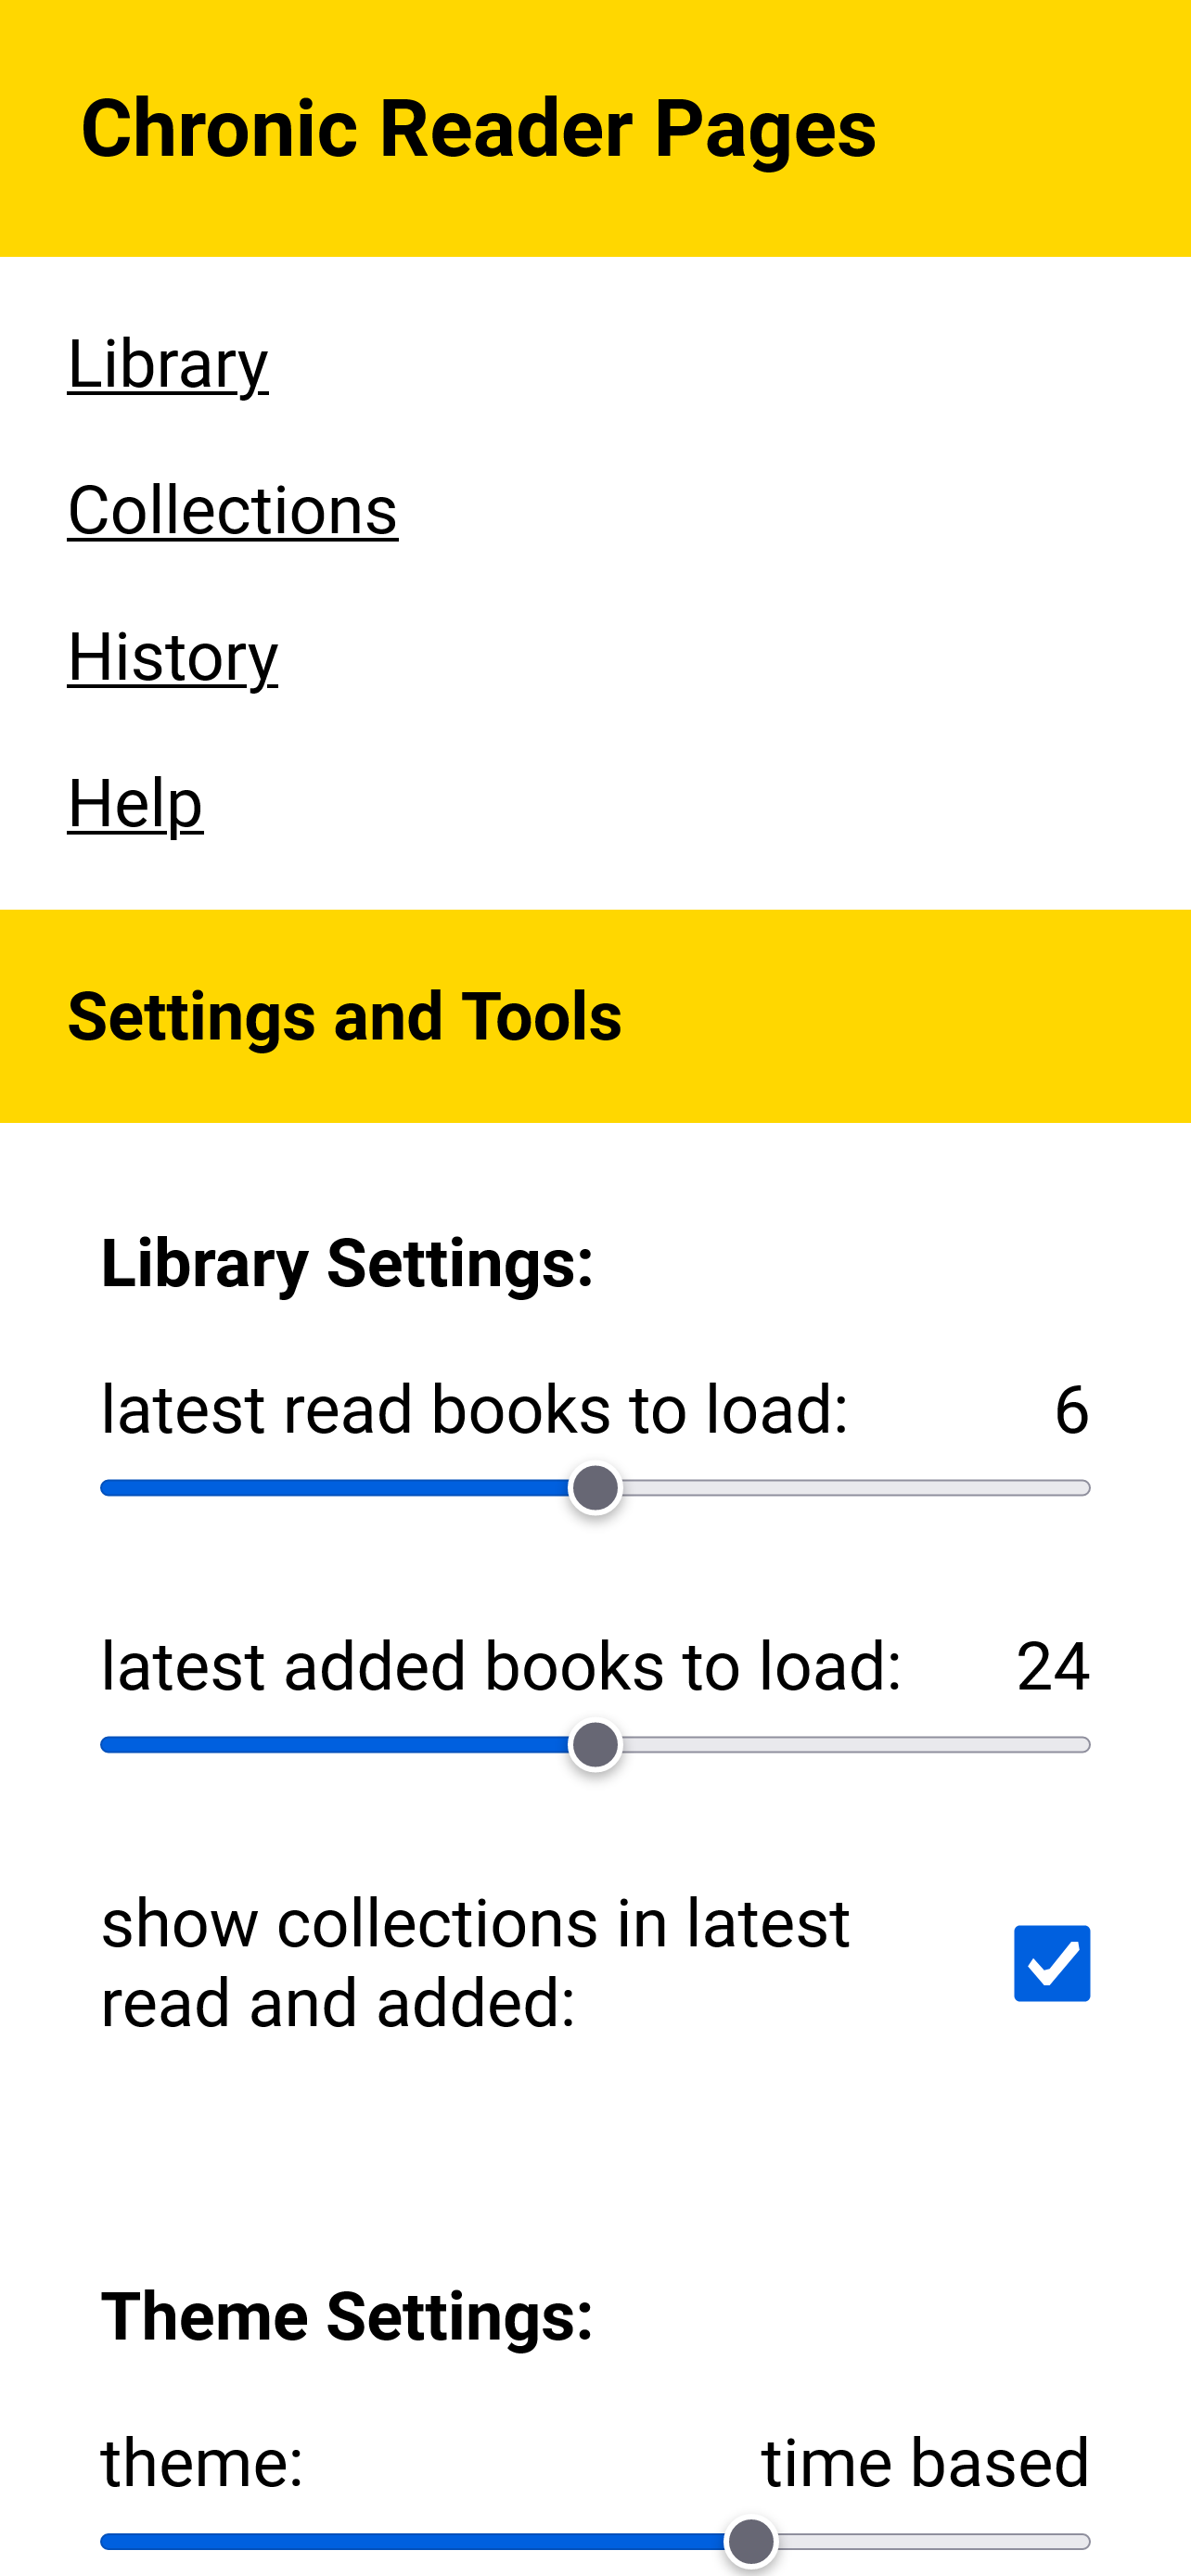 Chronic Reader Pages
Library
Collections
History
Help
Settings and Tools
Library Settings:
latest read books to load: 6
latest added books to load: 24
show collections in latest
read and added:
Theme Settings:
theme: time based